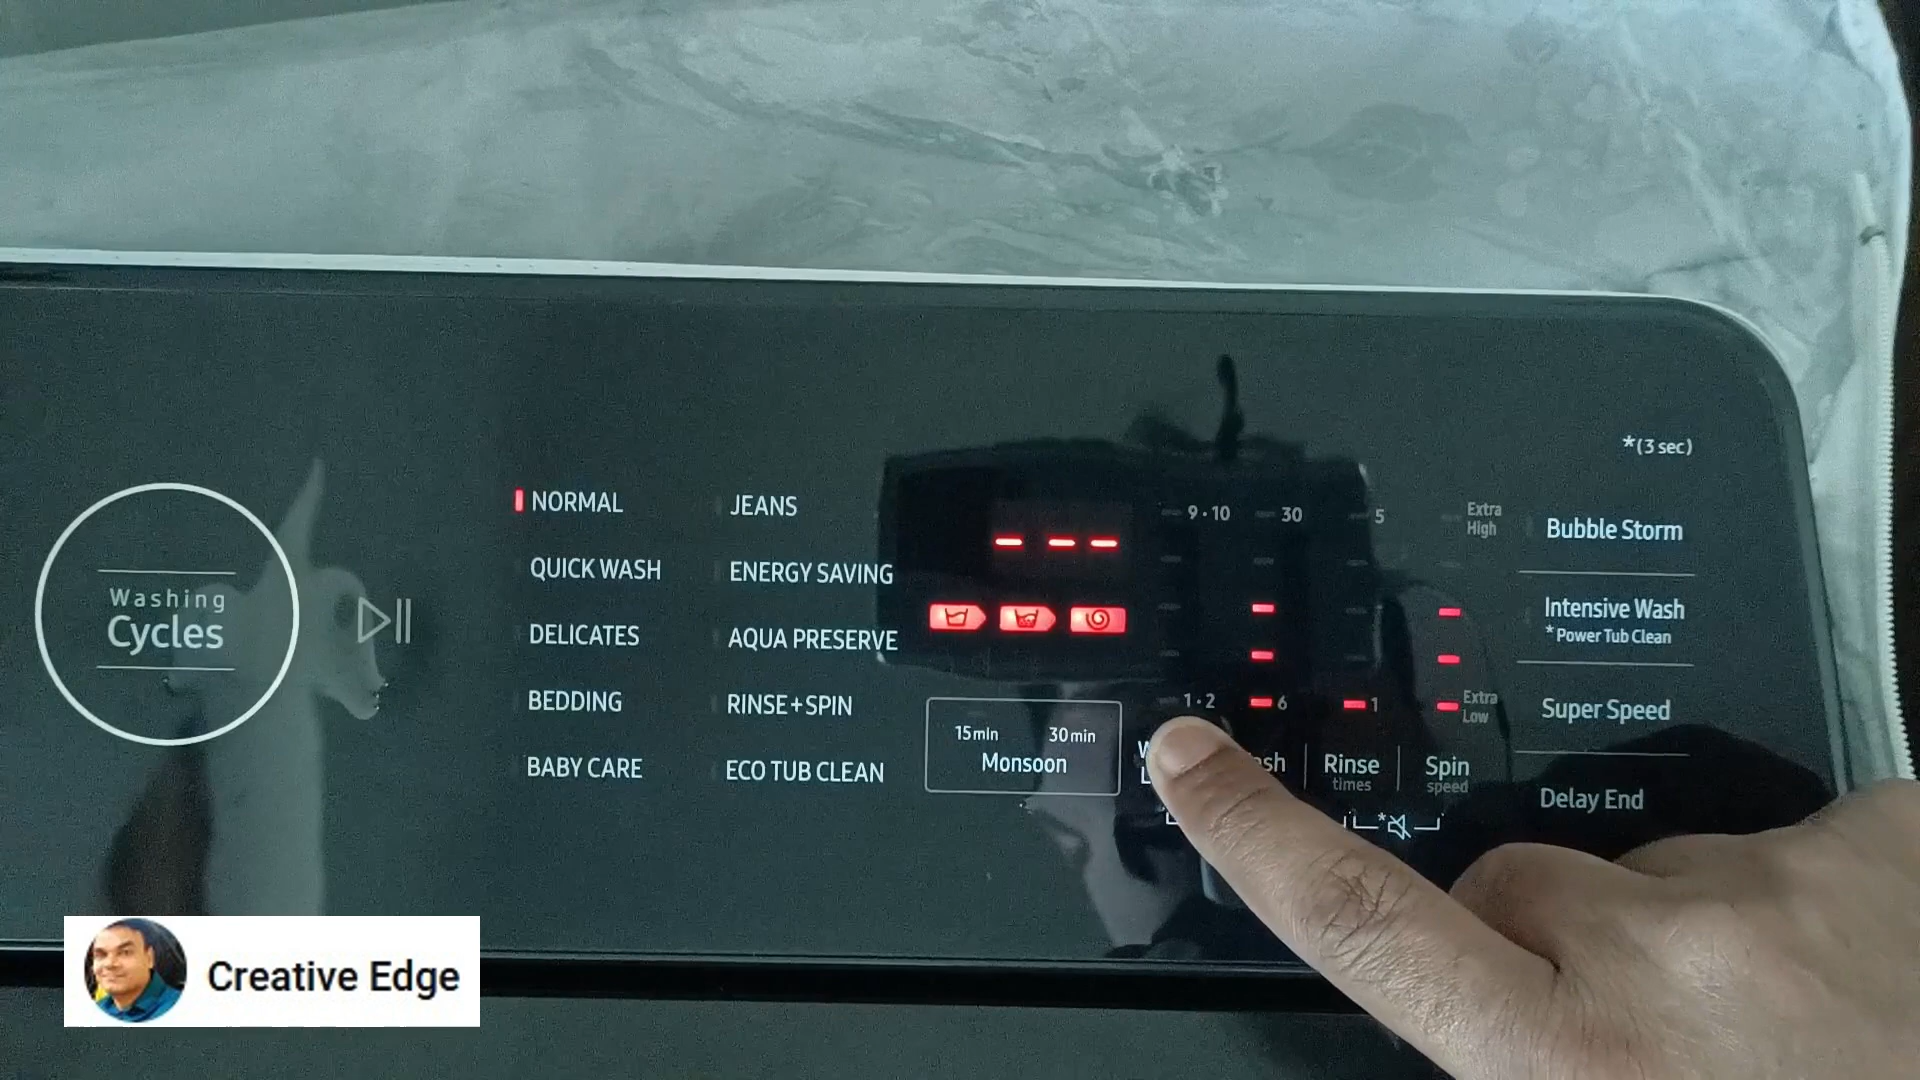 *(3 sec)
Washing
Cycles
NORMAL
QUICK WASH
DELICATES
BEDDING
BABY CARE
JEANS
ENERGY SAVING
AQUA PRESERVE
RINSE+SPIN
ECO TUB CLEAN
15min 30min
Monsoon
9·10 30 5 Extra
High
1·2 6 1 Extra
Low
Rinse
times
Spin
speed
Bubble Storm
Intensive Wash
*Power Tub Clean
Super Speed
Delay End
Creative Edge